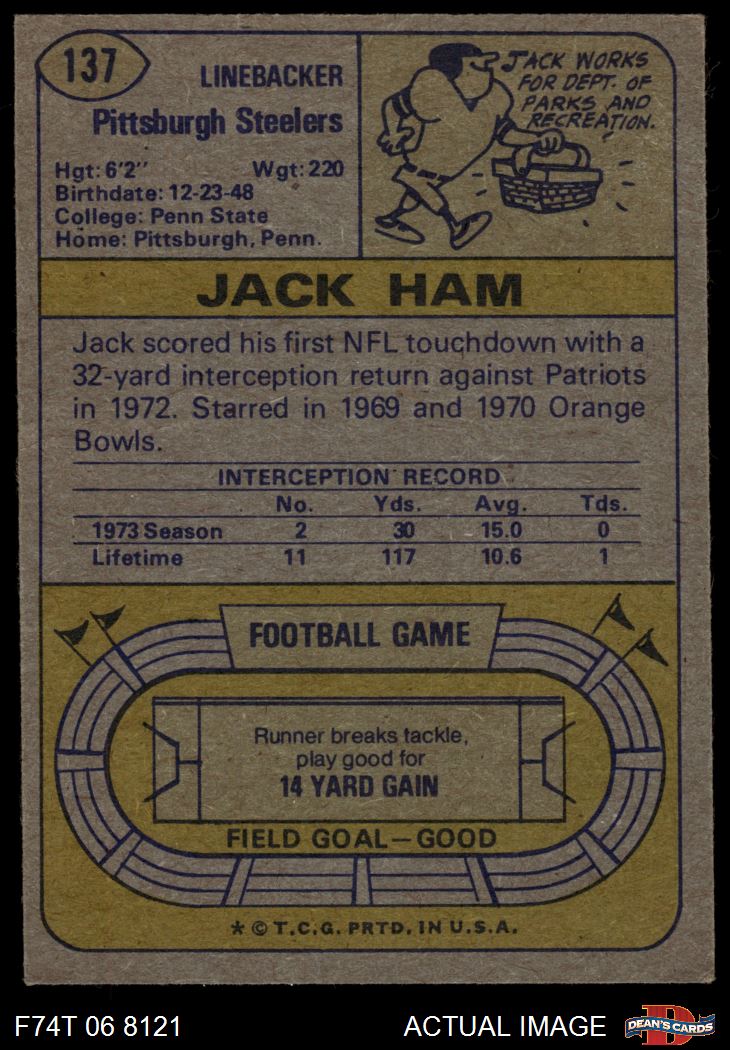 137
LINEBACKER
Pittsburgh Steelers
Hgt: 6'2" Wgt: 220
Birthdate: 12-23-48
College: Penn State
Home: Pittsburgh, Penn.
JACK WORKS
FOR DEPT. OF
PARKS AND
RECREATION.
JACK HAM
Jack scored his first NFL touchdown with a
32-yard interception return against Patriots
in 1972. Starred in 1969 and 1970 Orange
Bowls.
INTERCEPTION RECORD
No. Yds. Avg. Tds.
1973 Season 2 30 15.0 0
Lifetime 11 117 10.6 1
FOOTBALL GAME
Runner breaks tackle,
play good for
14 YARD GAIN
FIELD GOAL—GOOD
* © T.C.G. PRTD. IN U.S.A.
F74T 06 8121 ACTUAL IMAGE
D
DEAN'S CARDS